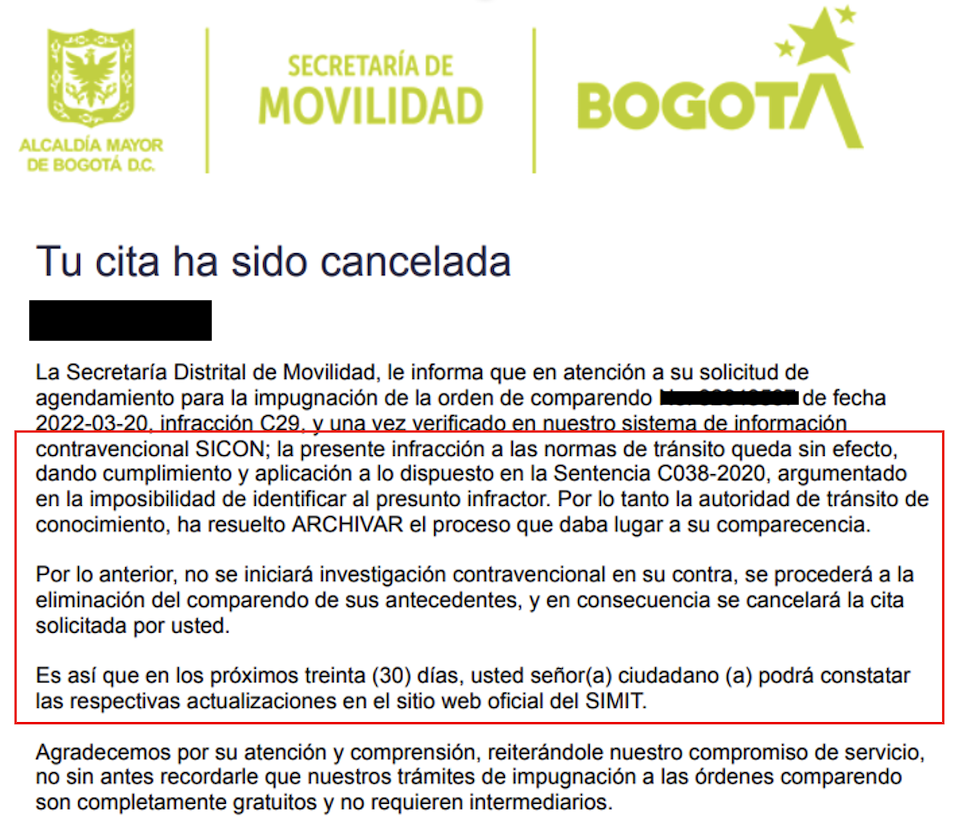 ALCALDÍA MAYOR
DE BOGOTÁ D.C.
SECRETARÍA DE
MOVILIDAD
BOGOTÁ
Tu cita ha sido cancelada
La Secretaría Distrital de Movilidad, le informa que en atención a su solicitud de
agendamiento para la impugnación de la orden de comparendo de fecha
2022-03-20, infracción C29, y una vez verificado en nuestro sistema de información
contravencional SICON; la presente infracción a las normas de tránsito queda sin efecto,
dando cumplimiento y aplicación a lo dispuesto en la Sentencia C038-2020, argumentado
en la imposibilidad de identificar al presunto infractor. Por lo tanto la autoridad de tránsito de
conocimiento, ha resuelto ARCHIVAR el proceso que daba lugar a su comparecencia.
Por lo anterior, no se iniciará investigación contravencional en su contra, se procederá a la
eliminación del comparendo de sus antecedentes, y en consecuencia se cancelará la cita
solicitada por usted.
Es así que en los próximos treinta (30) días, usted señor(a) ciudadano (a) podrá constatar
las respectivas actualizaciones en el sitio web oficial del SIMIT.
Agradecemos por su atención y comprensión, reiterándole nuestro compromiso de servicio,
no sin antes recordarle que nuestros trámites de impugnación a las órdenes comparendo
son completamente gratuitos y no requieren intermediarios.